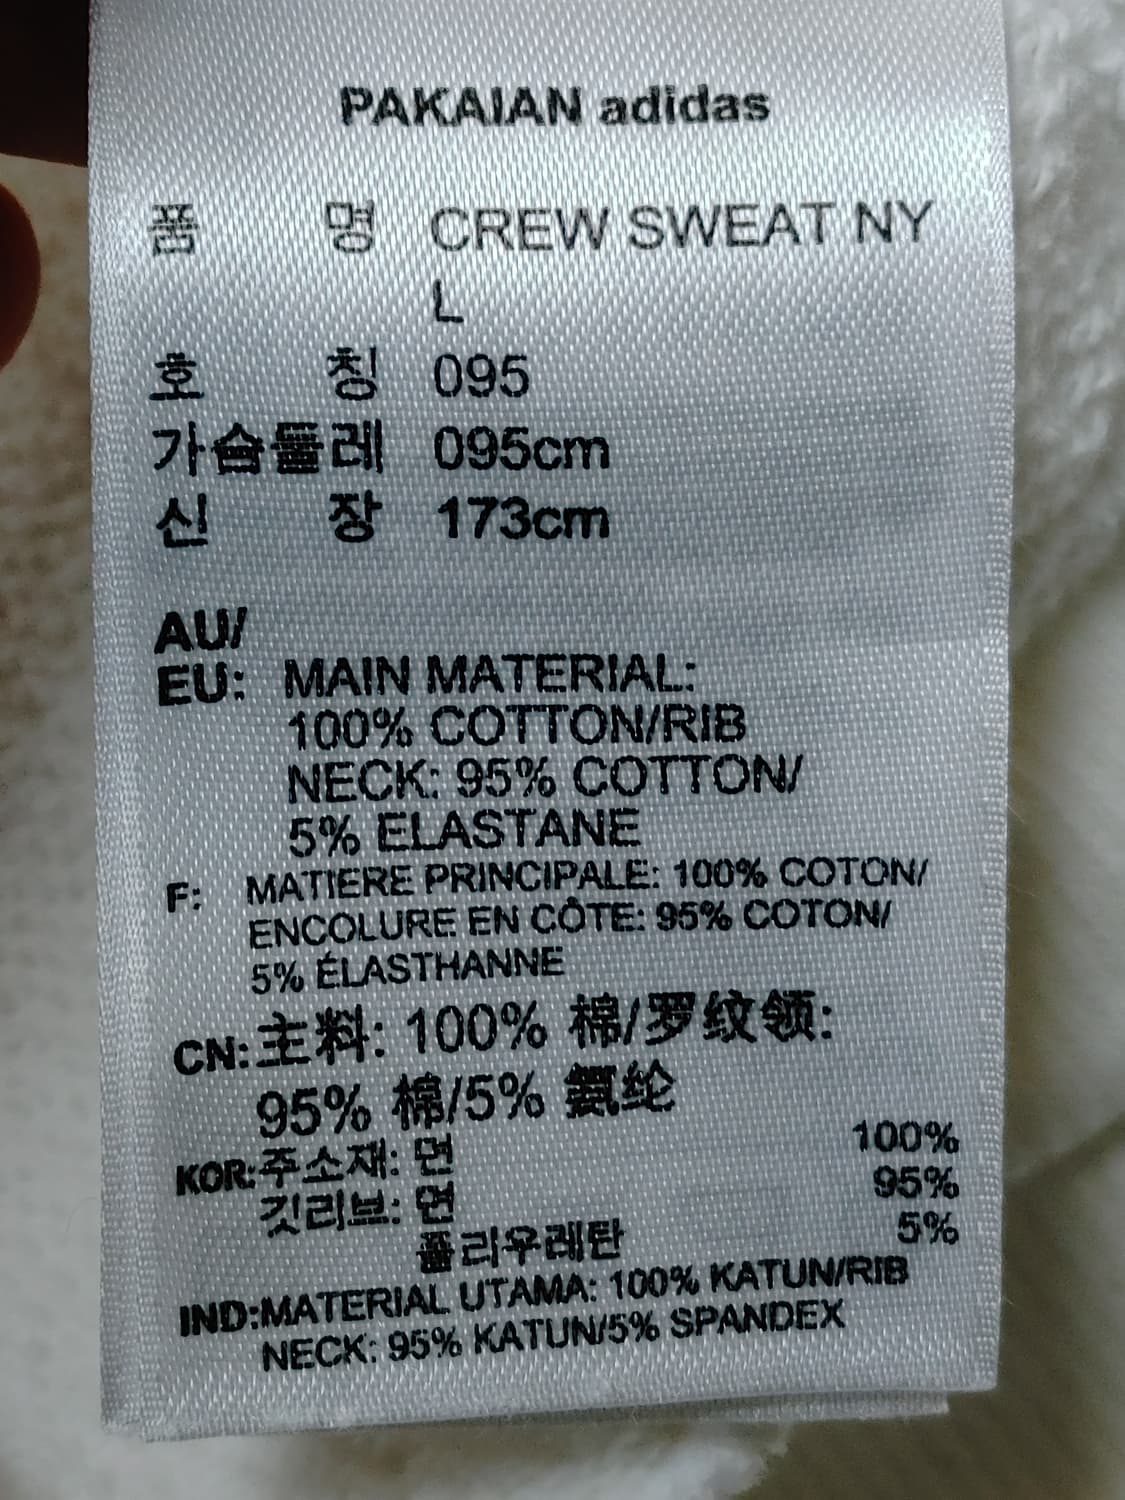 PAKAIAN adidas
품 명 CREW SWEAT NY
L
호 칭 095
가슴둘레 095cm
신 장 173cm
AU/
EU: MAIN MATERIAL:
100% COTTON/RIB
NECK: 95% COTTON/
5% ELASTANE
F: MATIERE PRINCIPALE: 100% COTON/
ENCOLURE EN CÔTE: 95% COTON/
5% ÉLASTHANNE
CN:主料: 100% 棉/罗纹领:
95% 棉/5% 氨纶
KOR:주소재: 면 100%
깃리브: 면 95%
폴리우레탄 5%
IND:MATERIAL UTAMA: 100% KATUN/RIB
NECK: 95% KATUN/5% SPANDEX